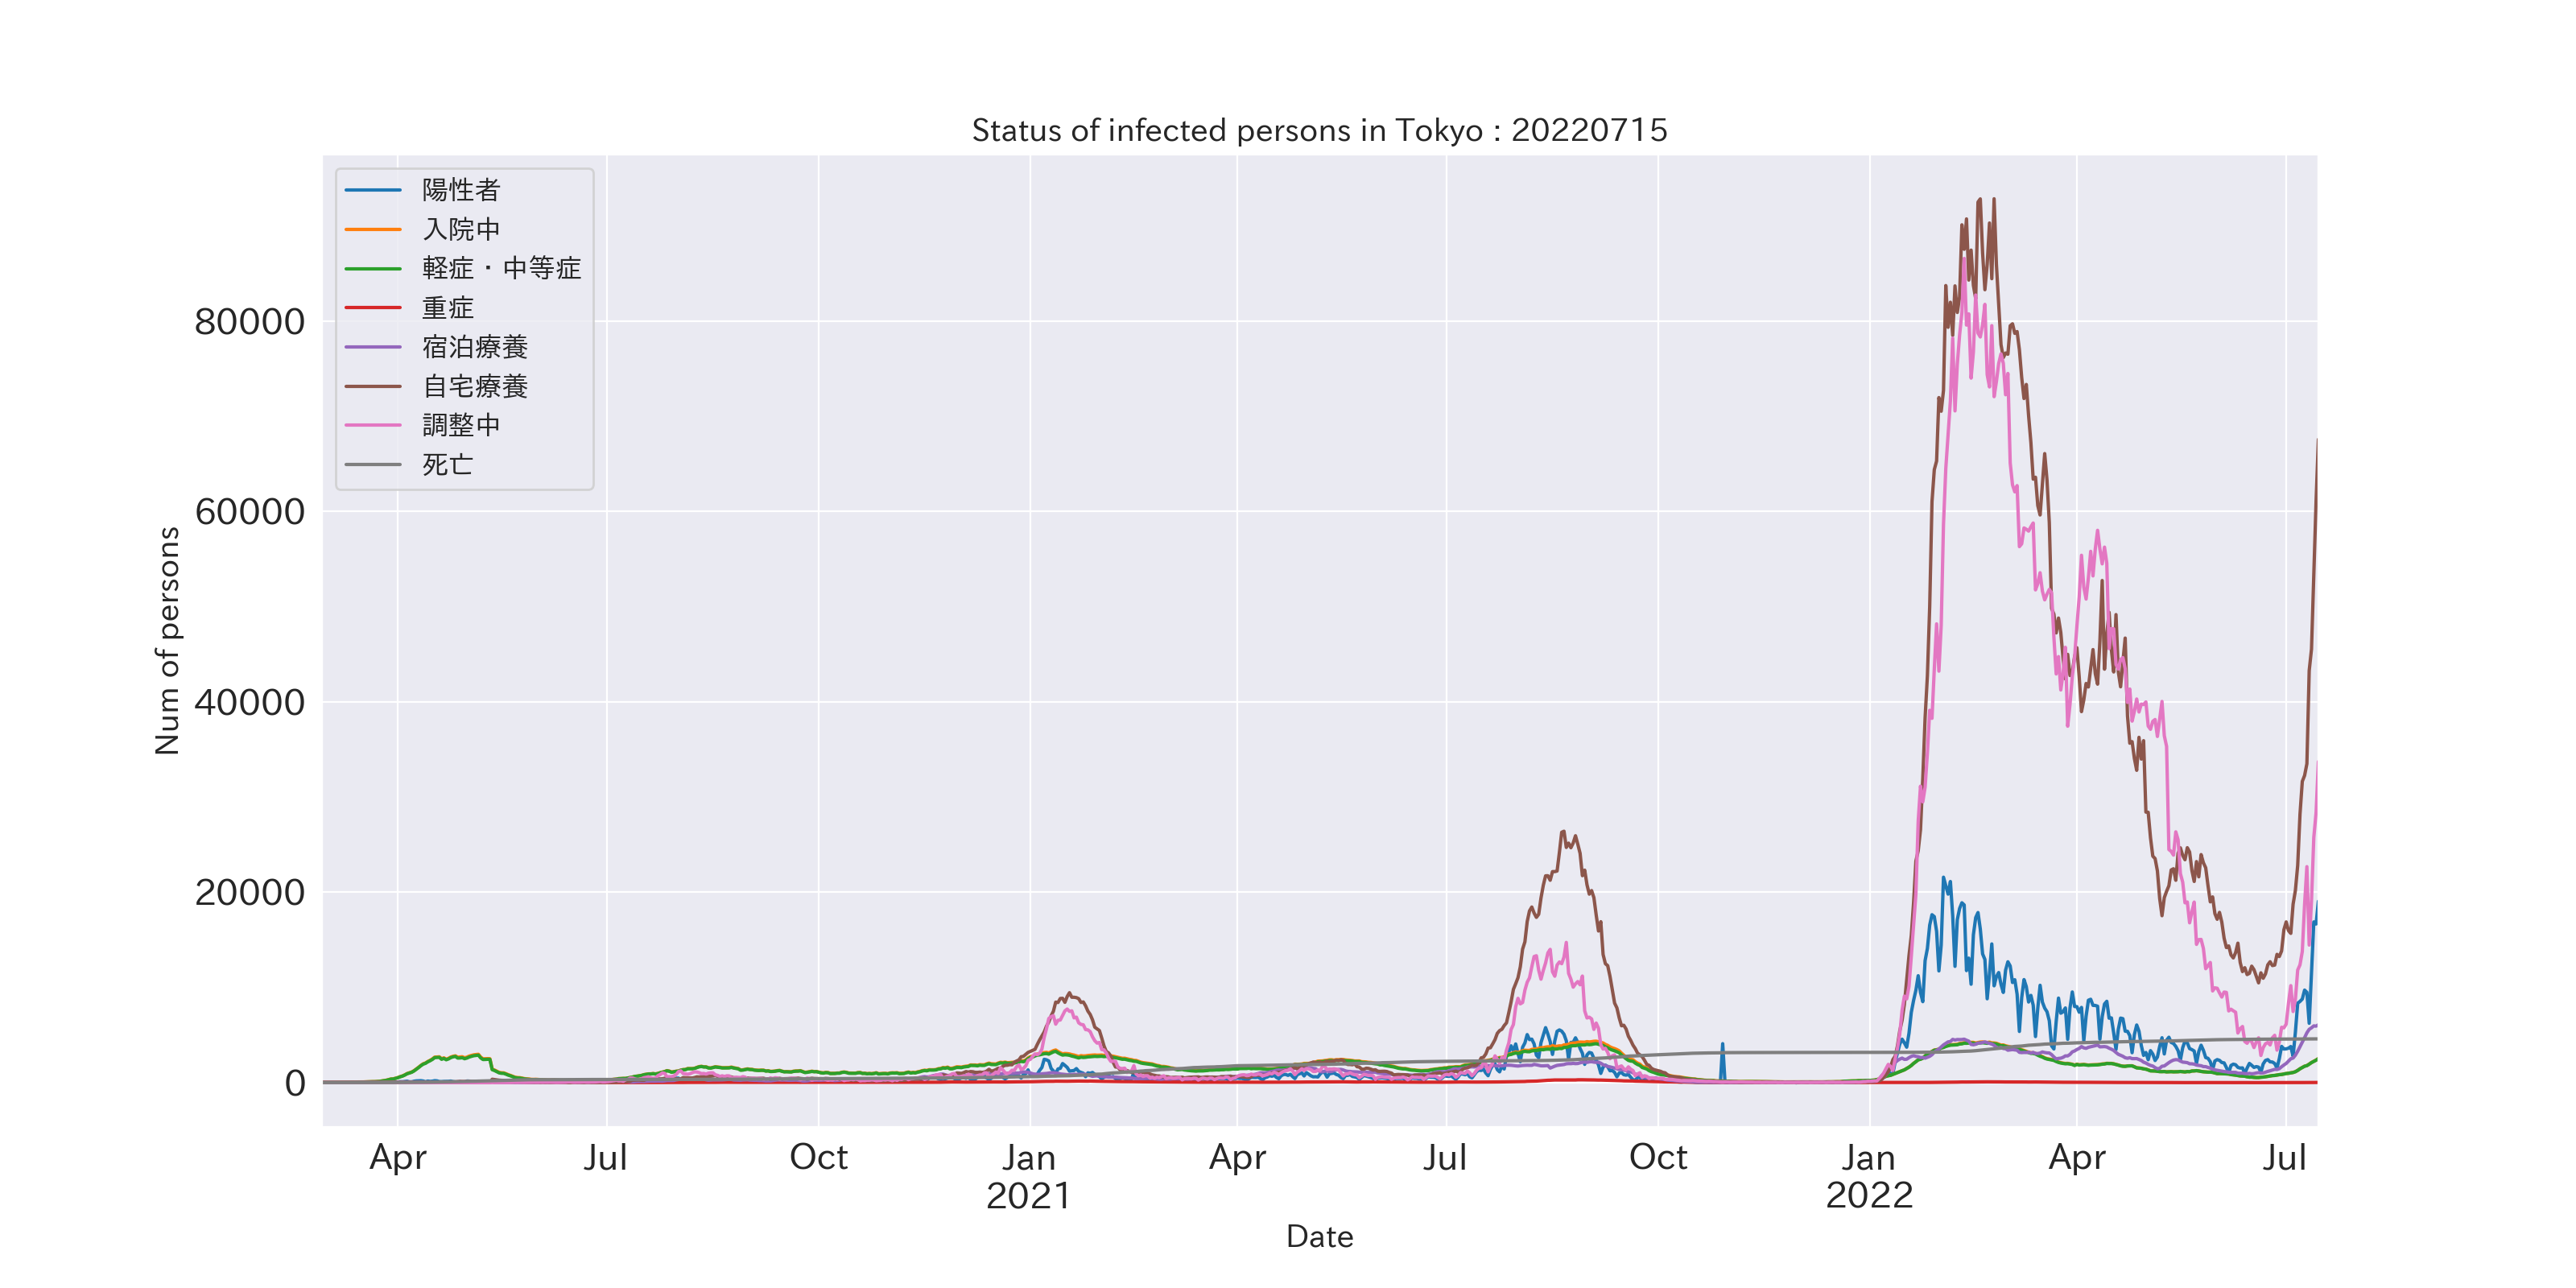 Status of infected persons in Tokyo : 20220715
陽性者
入院中
軽症・中等症
重症
宿泊療養
自宅療養
調整中
死亡
Num of persons
80000
60000
40000
20000
0
Apr Jul Oct Jan Apr Jul Oct Jan Apr Jul
2021 2022
Date